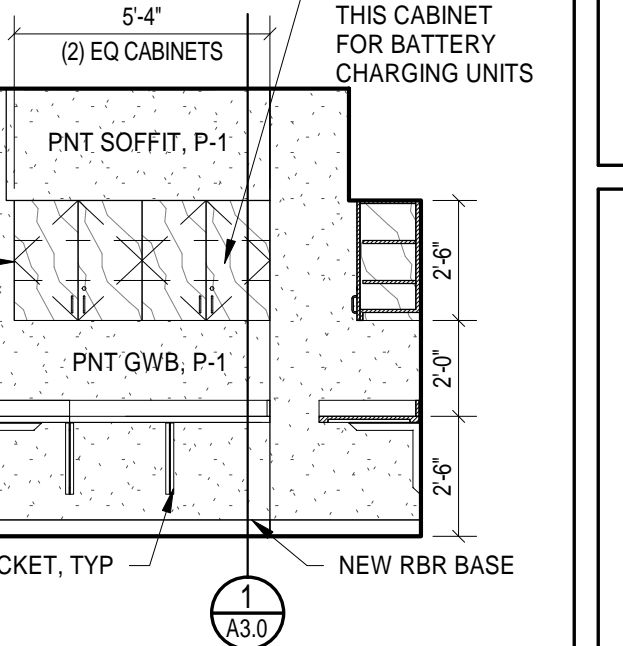 5'-4"
(2) EQ CABINETS
THIS CABINET
FOR BATTERY
CHARGING UNITS
PNT SOFFIT, P-1
2'-6"
PNT GWB, P-1
2'-0"
2'-6"
CKET, TYP
NEW RBR BASE
1
A3.0